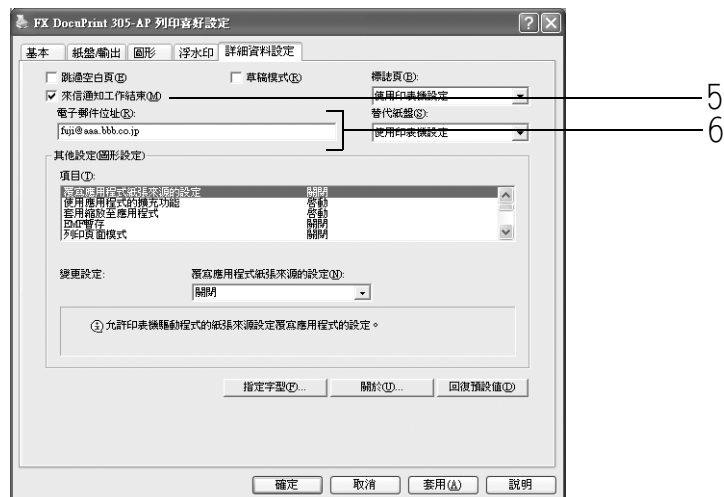 FX DocuPrint 305-AP 列印喜好設定
基本 紙盤/輸出 圖形 浮水印 詳細資料設定
跳過空白頁(E) 草稿模式(R) 標誌頁(B):
來信通知工作結束(M) 使用印表機設定 5
電子郵件位址(R): 替代紙盤(S): 6
fuji@aaa.bbb.co.jp 使用印表機設定
其他設定(圖形設定)
項目(T):
覆寫應用程式紙張來源的設定 關閉
使用應用程式的擴充功能 啓動
套用縮放至應用程式 啓動
EMF暫存 關閉
列印頁面模式 關閉
變更設定: 覆寫應用程式紙張來源的設定(N):
關閉
允許印表機驅動程式的紙張來源設定覆寫應用程式的設定。
指定字型(F)... 關於(U)... 回復預設值(D)
確定 取消 套用(A) 説明